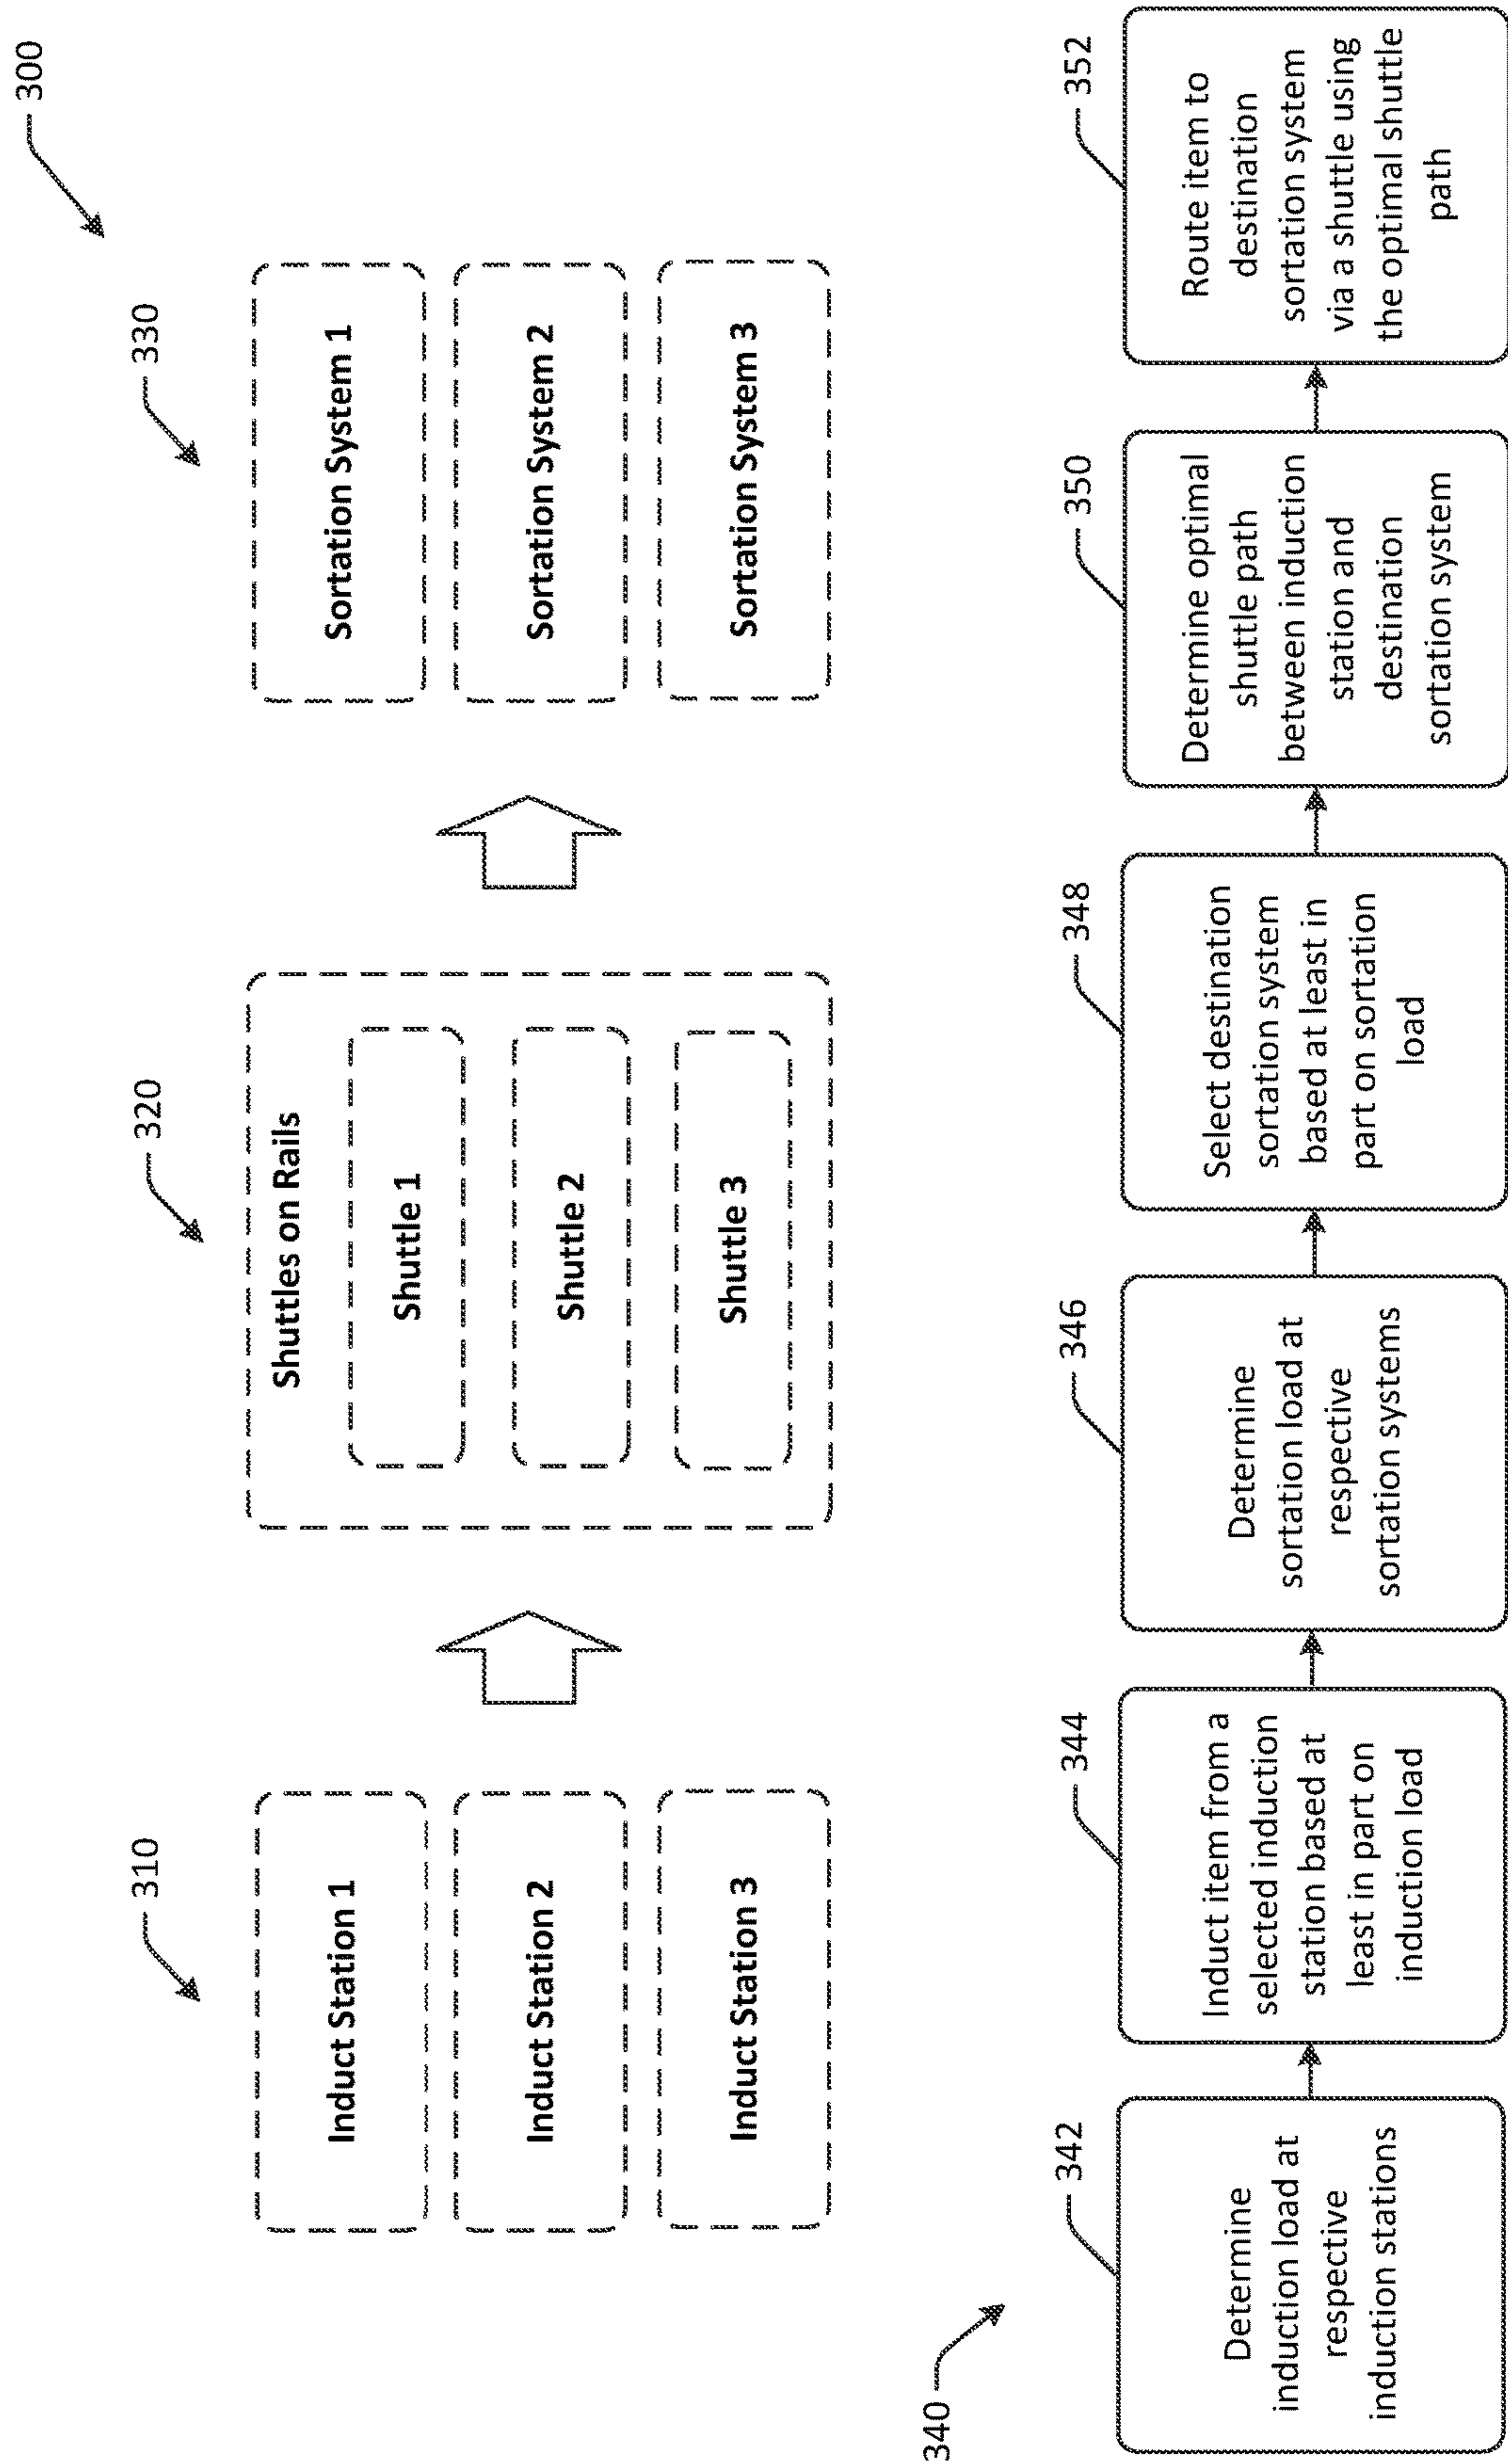 300
310
Induct Station 1
Induct Station 2
Induct Station 3
320
Shuttles on Rails
Shuttle 1
Shuttle 2
Shuttle 3
330
Sortation System 1
Sortation System 2
Sortation System 3
340
342
Determine
induction load at
respective
induction stations
344
Induct item from a
selected induction
station based at
least in part on
induction load
346
Determine
sortation load at
respective
sortation systems
348
Select destination
sortation system
based at least in
part on sortation
load
350
Determine optimal
shuttle path
between induction
station and
destination
sortation system
352
Route item to
destination
sortation system
via a shuttle using
the optimal shuttle
path